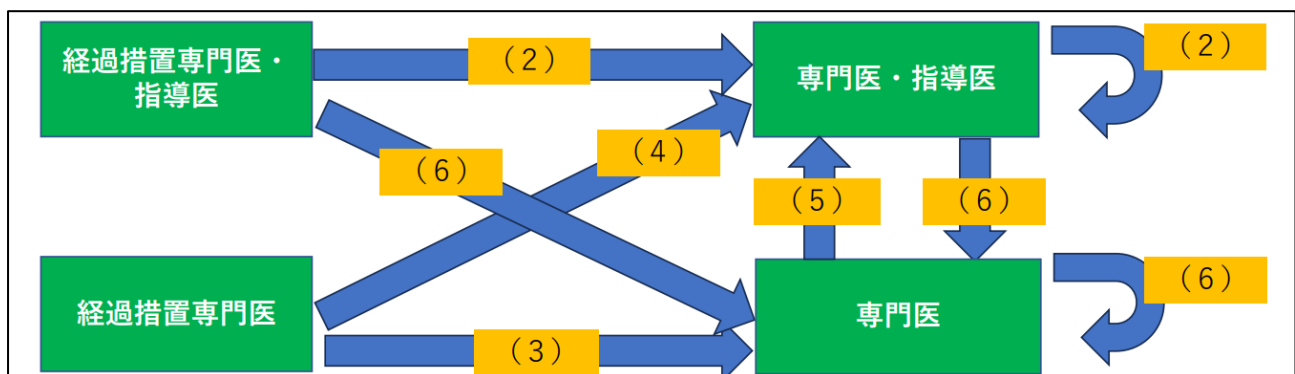 経過措置専門医・
指導医
（２）
専門医・指導医
（２）
（４）
（６）
（５）
（６）
経過措置専門医
（３）
専門医
（６）